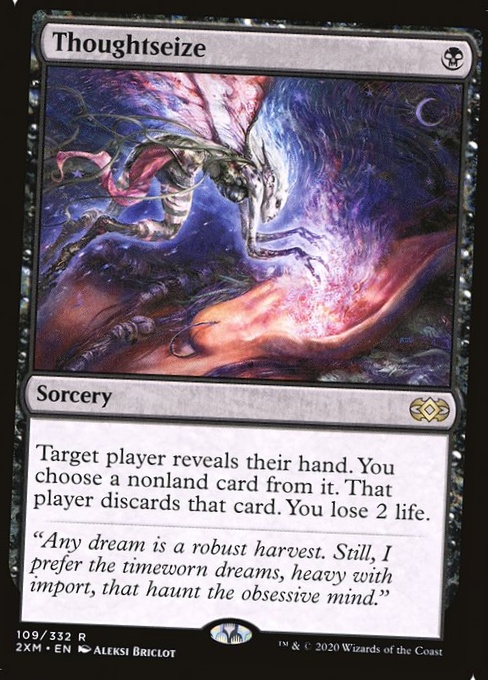 Thoughtseize
Sorcery
Target player reveals their hand. You
choose a nonland card from it. That
player discards that card. You lose 2 life.
“Any dream is a robust harvest. Still, I
prefer the timeworn dreams, heavy with
import, that haunt the obsessive mind.”
109/332 R
2XM • EN Aleksi Briclot
™ & © 2020 Wizards of the Coast